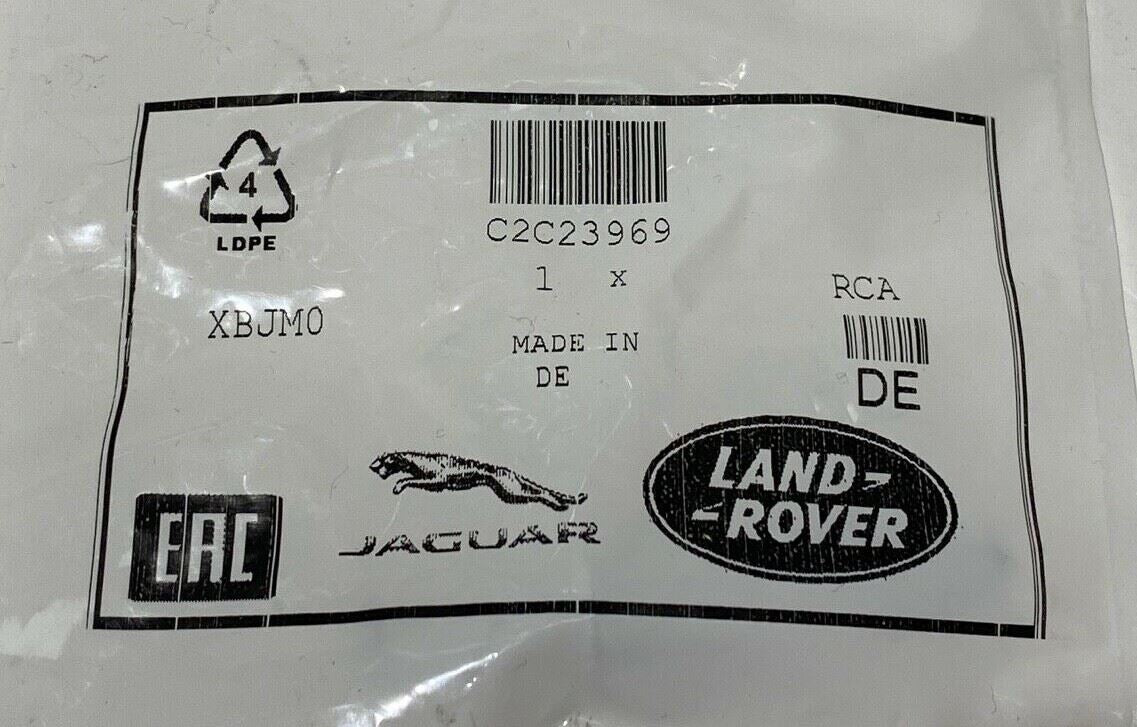 4
LDPE
C2C23969
1 x
RCA
XBJM0
MADE IN
DE
DE
EAC
JAGUAR
LAND-
-ROVER